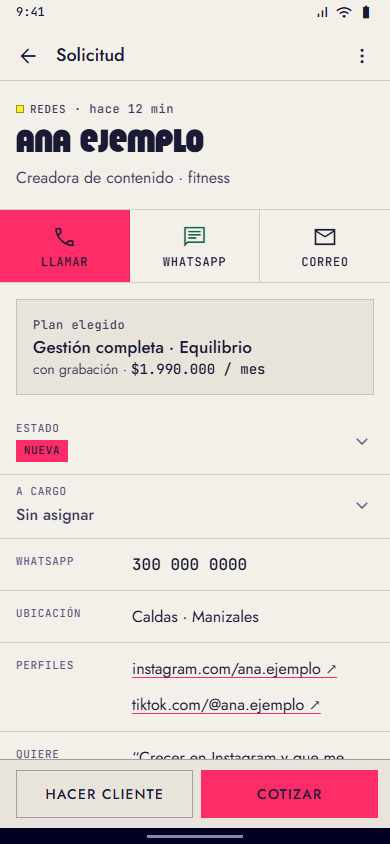 9:41
Solicitud
REDES · hace 12 min
ANA EJEMPLO
Creadora de contenido · fitness
LLAMAR
WHATSAPP
CORREO
Plan elegido
Gestión completa · Equilibrio
con grabación · $1.990.000 / mes
ESTADO
NUEVA
A CARGO
Sin asignar
WHATSAPP
300 000 0000
UBICACIÓN
Caldas · Manizales
PERFILES
instagram.com/ana.ejemplo ↗
tiktok.com/@ana.ejemplo ↗
QUIERE
“Crecer en Instagram y que me
HACER CLIENTE
COTIZAR